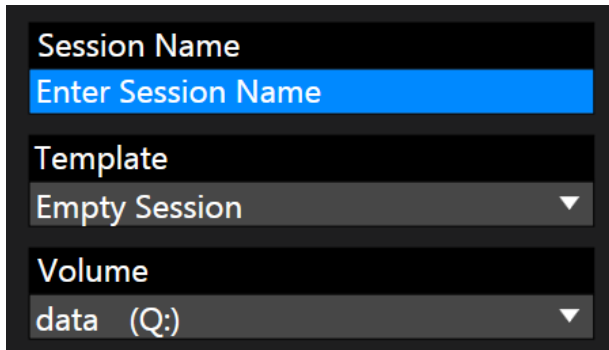 Session Name
Enter Session Name
Template
Empty Session
Volume
data (Q:)